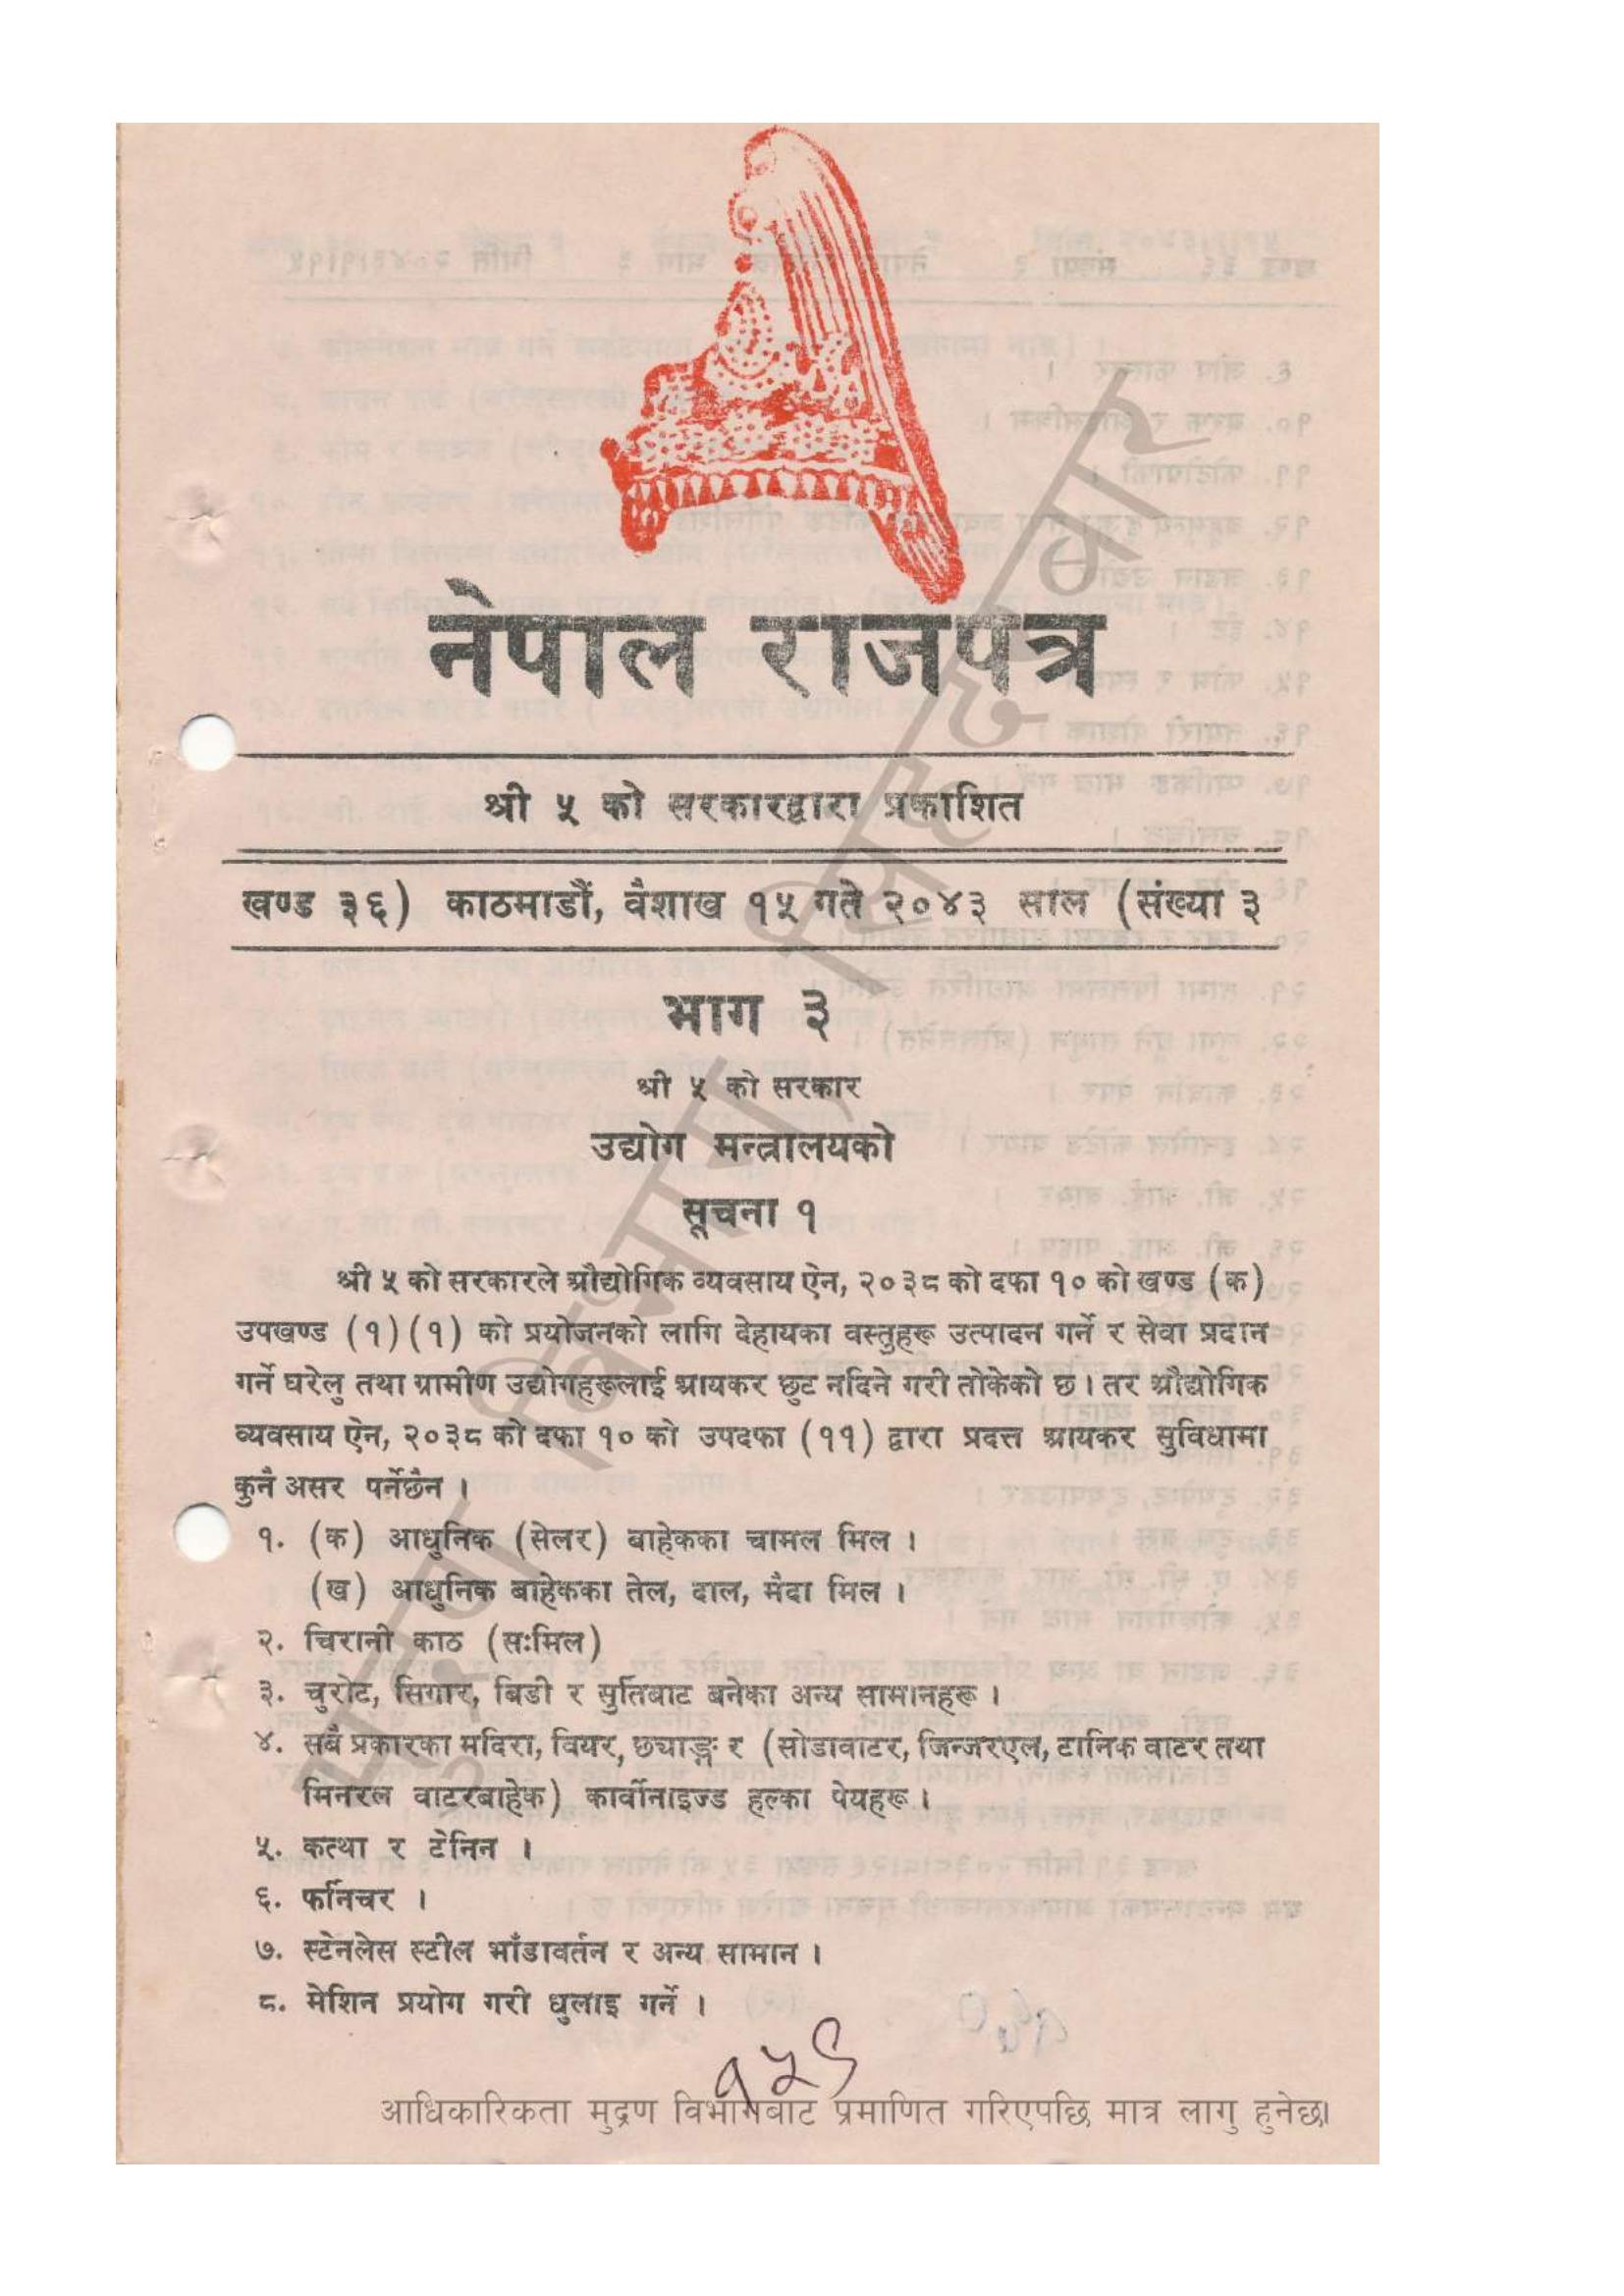 नेपाल राजपत्र
श्री ५ को सरकारद्वारा प्रकाशित
खण्ड ३६) काठमाडौं, वैशाख १५ गते २०४३ साल (संख्या ३
भाग ३
श्री ५ को सरकार
उद्योग मन्त्रालयको
सूचना १
श्री ५ को सरकारले औद्योगिक व्यवसाय ऐन, २०३८ को दफा १० को खण्ड (क)
उपखण्ड (१) (१) को प्रयोजनको लागि देहायका वस्तुहरू उत्पादन गर्ने र सेवा प्रदान
गर्ने घरेलु तथा ग्रामीण उद्योगहरूलाई आयकर छुट नदिने गरी तोकेको छ । तर औद्योगिक
व्यवसाय ऐन, २०३८ को दफा १० को उपदफा (११) द्वारा प्रदत्त आयकर सुविधामा
कुनै असर पर्नेछैन ।
१. (क) आधुनिक (सेलर) बाहेकका चामल मिल ।
(ख) आधुनिक बाहेकका तेल, दाल, मैदा मिल ।
२. चिरानी काठ (सःमिल)
३. चुरोट, सिगार, बिडी र सुर्तिबाट बनेका अन्य सामानहरू ।
४. सबै प्रकारका मदिरा, वियर, छ्याङ्ग र (सोडावाटर, जिन्जरएल, टानिक वाटर तथा
मिनरल वाटरबाहेक) कार्वोनाइज्ड हल्का पेयहरू ।
५. कत्था र टेनिन ।
६. फर्निचर ।
७. स्टेनलेस स्टील भाँडावर्तन र अन्य सामान ।
८. मेशिन प्रयोग गरी धुलाइ गर्ने ।
१५९
आधिकारिकता मुद्रण विभागबाट प्रमाणित गरिएपछि मात्र लागु हुनेछ।
मुद्रण विभाग, सिंहदरबार